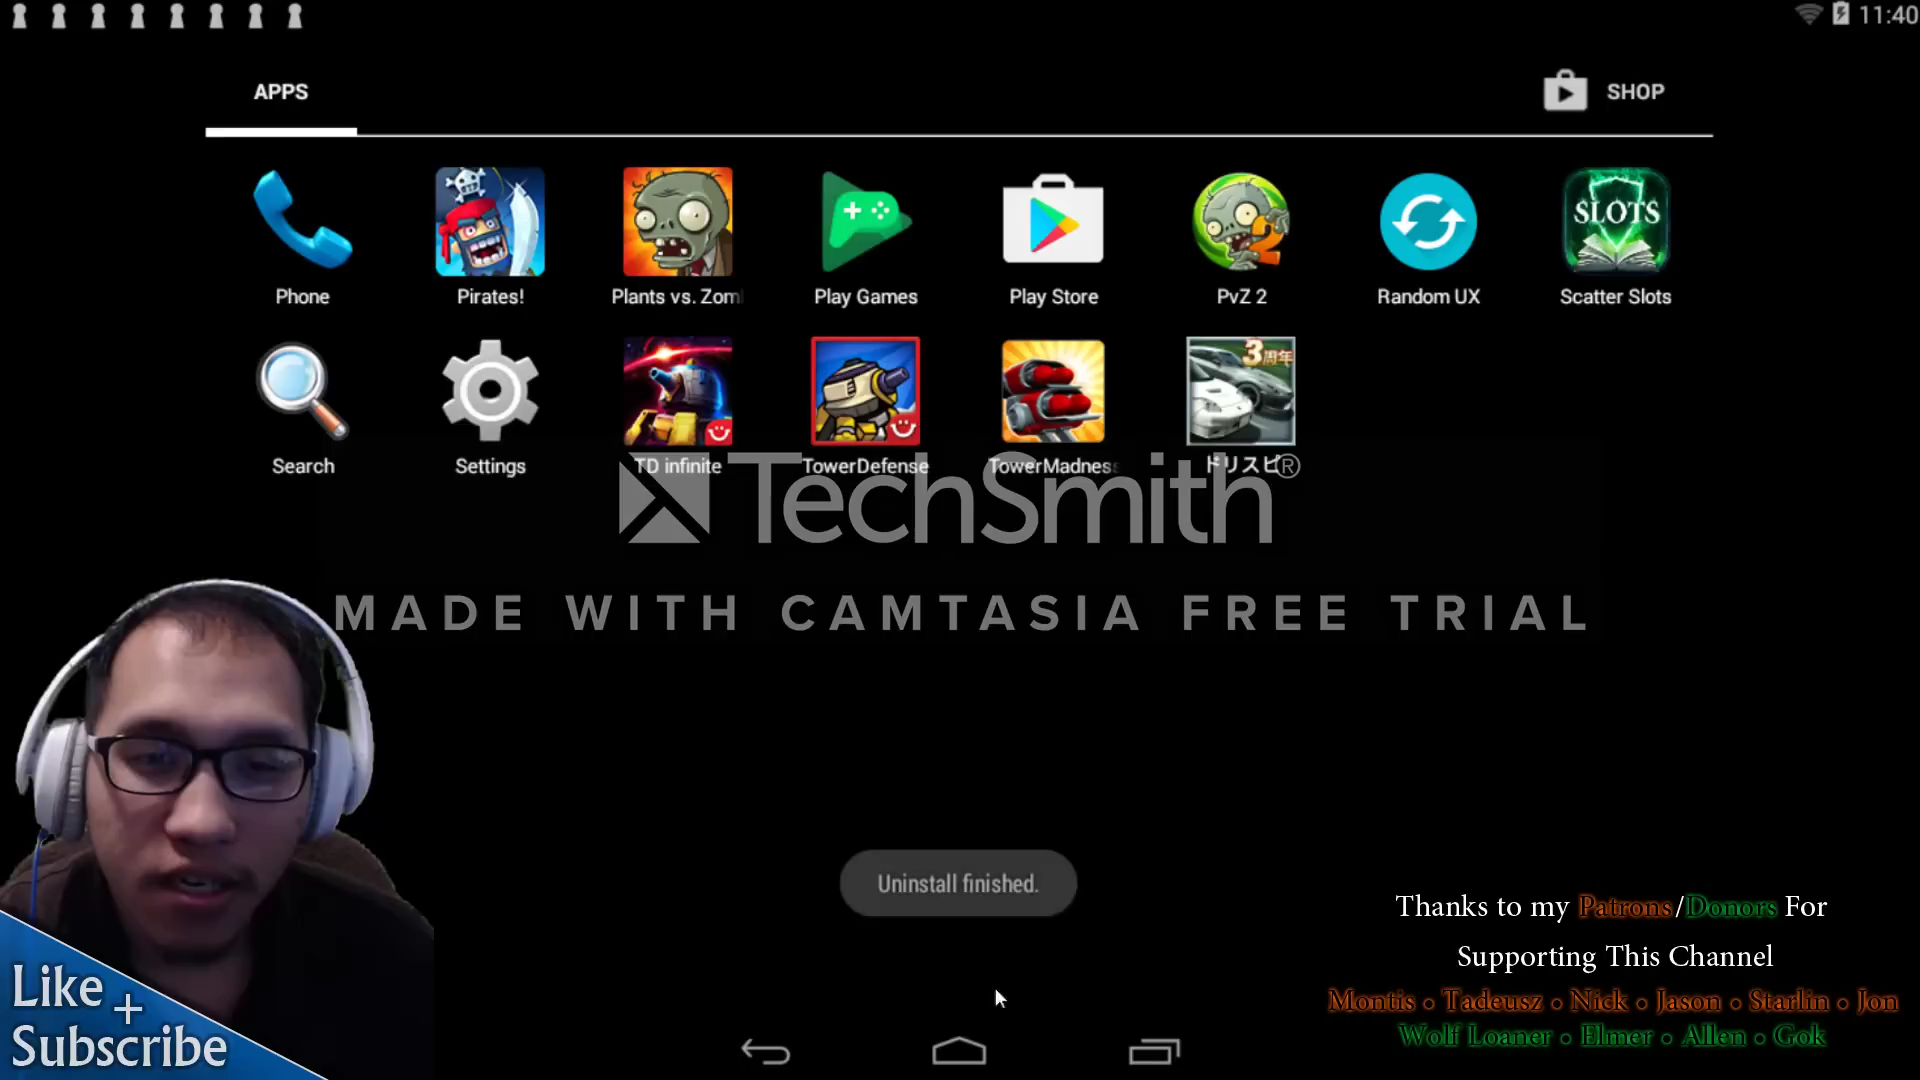 11:40
APPS
SHOP
SLOTS
Phone
Pirates!
Plants vs. Zom
Play Games
Play Store
PvZ 2
Random UX
Scatter Slots
3周年
Search
Settings
TD infinite
TowerDefense
TowerMadness
ドリスピ
TechSmith®
MADE WITH CAMTASIA FREE TRIAL
Uninstall finished.
Thanks to my Patrons/Donors For
Supporting This Channel
Montis • Tadeusz • Nick • Jason • Starlin • Jon
Wolf Loaner • Elmer • Allen • Gok
Like +
Subscribe